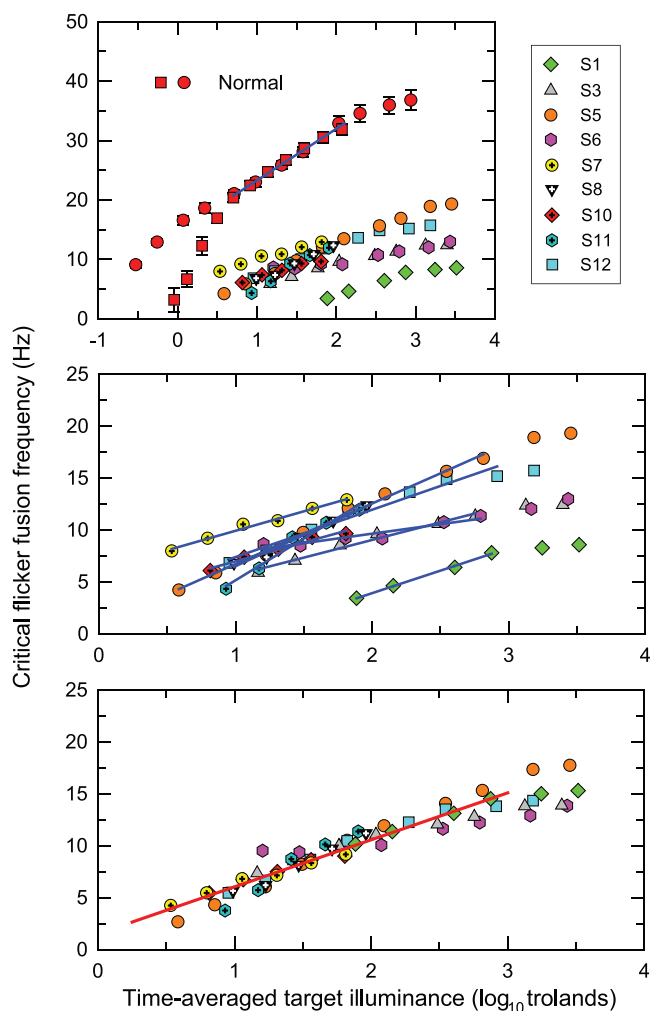 50
40
30
20
10
0
-1
0
1
2
3
4
Normal
S1
S3
S5
S6
S7
S8
S10
S11
S12
Critical flicker fusion frequency (Hz)
25
20
15
10
5
0
0
1
2
3
4
25
20
15
10
5
0
0
1
2
3
4
Time-averaged target illuminance (log10 trolands)